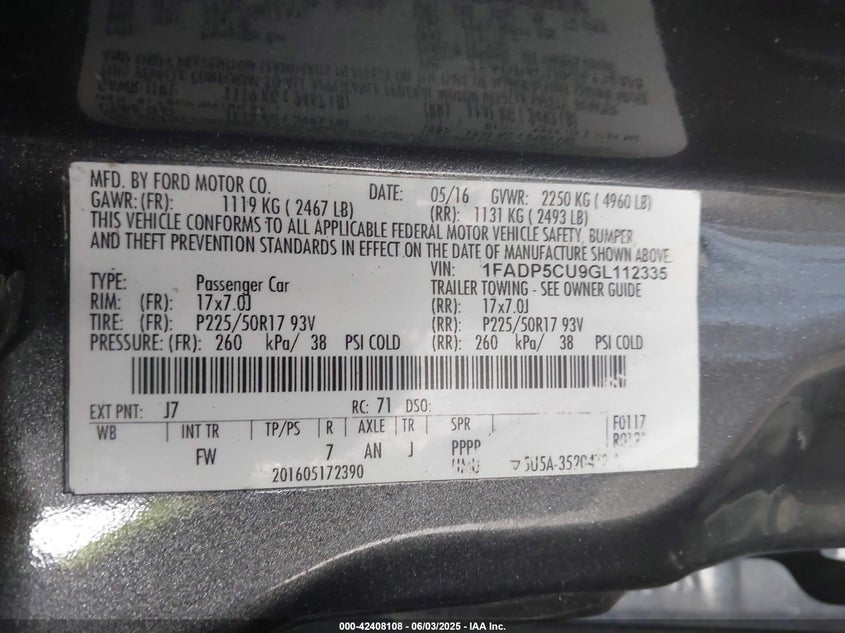 MFD. BY FORD MOTOR CO. DATE: 05/16 GVWR: 2250 KG ( 4960 LB)
GAWR: (FR): 1119 KG ( 2467 LB) (RR): 1131 KG ( 2493 LB)
THIS VEHICLE CONFORMS TO ALL APPLICABLE FEDERAL MOTOR VEHICLE SAFETY, BUMPER,
AND THEFT PREVENTION STANDARDS IN EFFECT ON THE DATE OF MANUFACTURE SHOWN ABOVE.
VIN: 1FADP5CU9GL112335
TYPE: Passenger Car TRAILER TOWING - SEE OWNER GUIDE
RIM: (FR): 17x7.0J (RR): 17x7.0J
TIRE: (FR): P225/50R17 93V (RR): P225/50R17 93V
PRESSURE: (FR): 260 kPa/ 38 PSI COLD (RR): 260 kPa/ 38 PSI COLD
EXT PNT: J7 RC: 71 DSO:
WB INT TR TP/PS R AXLE TR SPR F0117
FW 7 AN J PPPP
201605172390
000-42408108 - 06/03/2025 - IAA Inc.